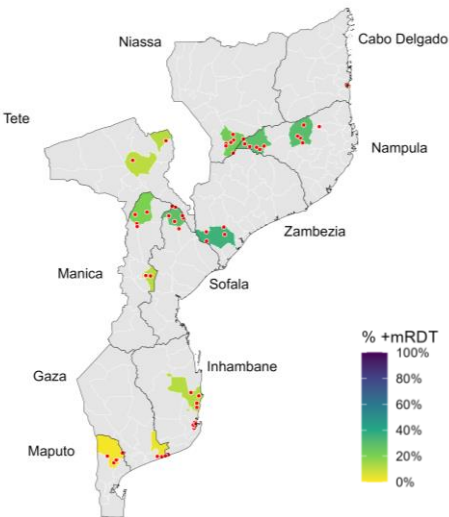 Cabo Delgado
Niassa
Tete
Nampula
Zambezia
Manica
Sofala
Gaza
Inhambane
Maputo
% +mRDT
100%
80%
60%
40%
20%
0%